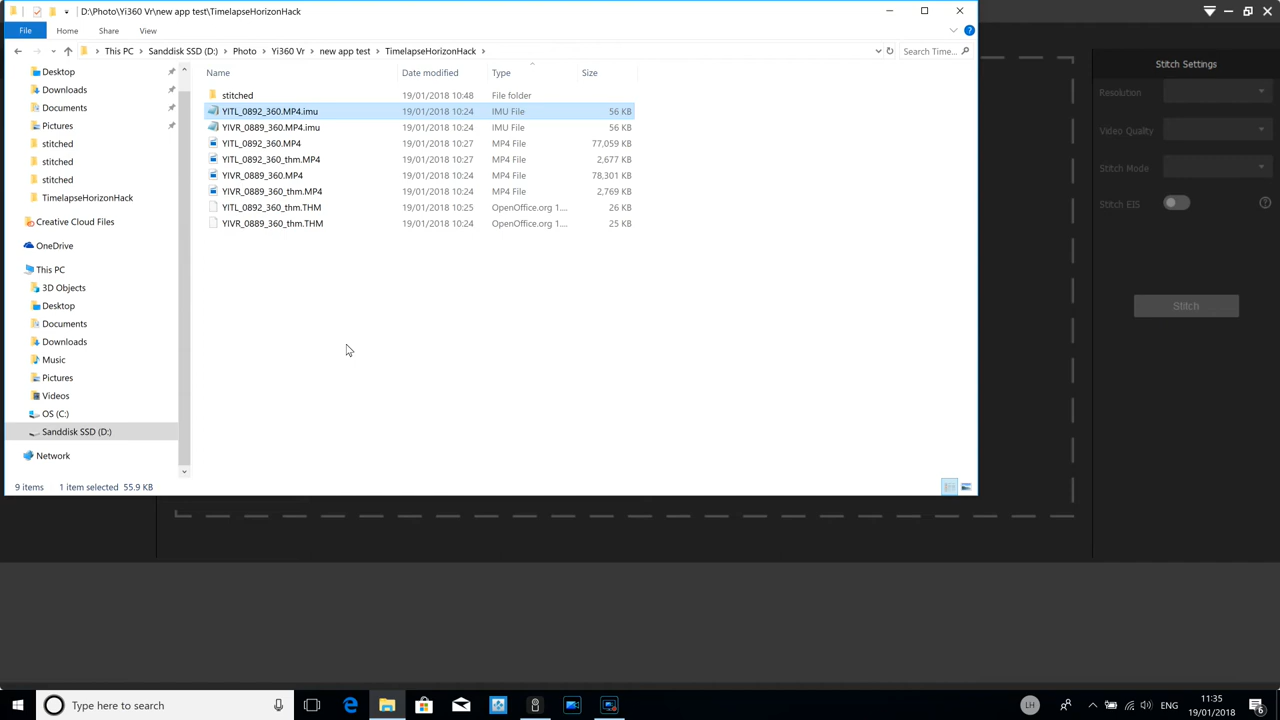 D:\Photo\Yi360 Vr\new app test\TimelapseHorizonHack
File Home Share View
This PC > Sanddisk SSD (D:) > Photo > Yi360 Vr > new app test > TimelapseHorizonHack >
Search Time...
Stitch Settings
Name Date modified Type Size
Desktop
Downloads
Documents
Pictures
stitched
stitched
stitched
TimelapseHorizonHack
Creative Cloud Files
OneDrive
This PC
3D Objects
Desktop
Documents
Downloads
Music
Pictures
Videos
OS (C:)
Sanddisk SSD (D:)
Network
stitched 19/01/2018 10:48 File folder
YITL_0892_360.MP4.imu 19/01/2018 10:24 IMU File 56 KB
YIVR_0889_360.MP4.imu 19/01/2018 10:24 IMU File 56 KB
YITL_0892_360.MP4 19/01/2018 10:27 MP4 File 77,059 KB
YITL_0892_360_thm.MP4 19/01/2018 10:27 MP4 File 2,677 KB
YIVR_0889_360.MP4 19/01/2018 10:24 MP4 File 78,301 KB
YIVR_0889_360_thm.MP4 19/01/2018 10:24 MP4 File 2,769 KB
YITL_0892_360_thm.THM 19/01/2018 10:25 OpenOffice.org 1.... 26 KB
YIVR_0889_360_thm.THM 19/01/2018 10:24 OpenOffice.org 1.... 25 KB
Resolution
Video Quality
Stitch Mode
Stitch EIS
Stitch
9 items 1 item selected 55.9 KB
Type here to search
LH
ENG
11:35
19/01/2018
6